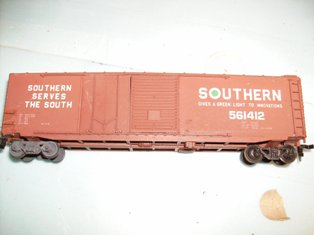 SOUTHERN
SERVES
THE SOUTH
SOUTHERN
GIVES A GREEN LIGHT TO INNOVATIONS
561412